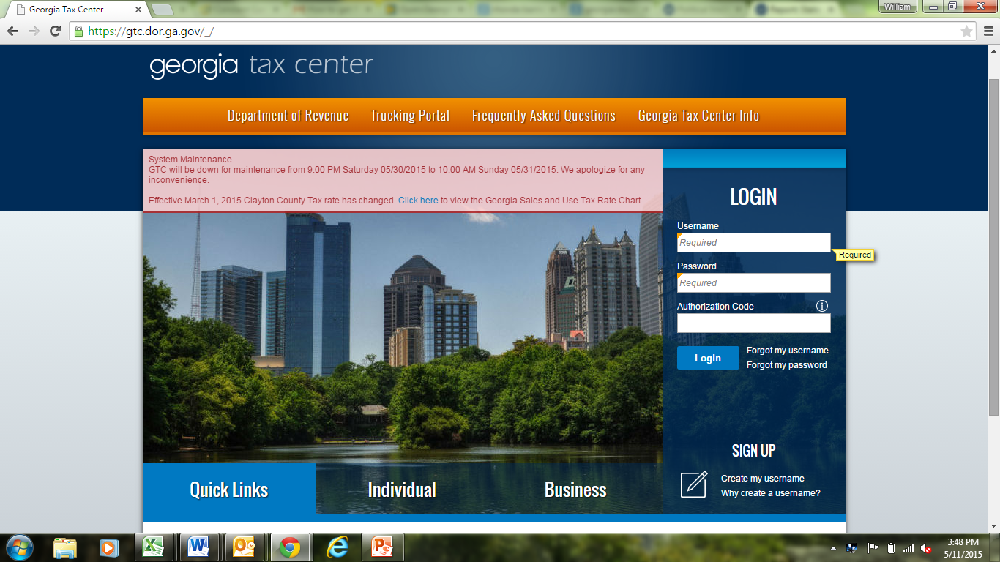 Georgia Tax Center
William
https://gtc.dor.ga.gov/_/
georgia tax center
Department of Revenue Trucking Portal Frequently Asked Questions Georgia Tax Center Info
System Maintenance
GTC will be down for maintenance from 9:00 PM Saturday 05/30/2015 to 10:00 AM Sunday 05/31/2015. We apologize for any
inconvenience.
Effective March 1, 2015 Clayton County Tax rate has changed. Click here to view the Georgia Sales and Use Tax Rate Chart
LOGIN
Username
Required
Required
Password
Required
Authorization Code
Login
Forgot my username
Forgot my password
SIGN UP
Create my username
Why create a username?
Quick Links Individual Business
3:48 PM
5/11/2015